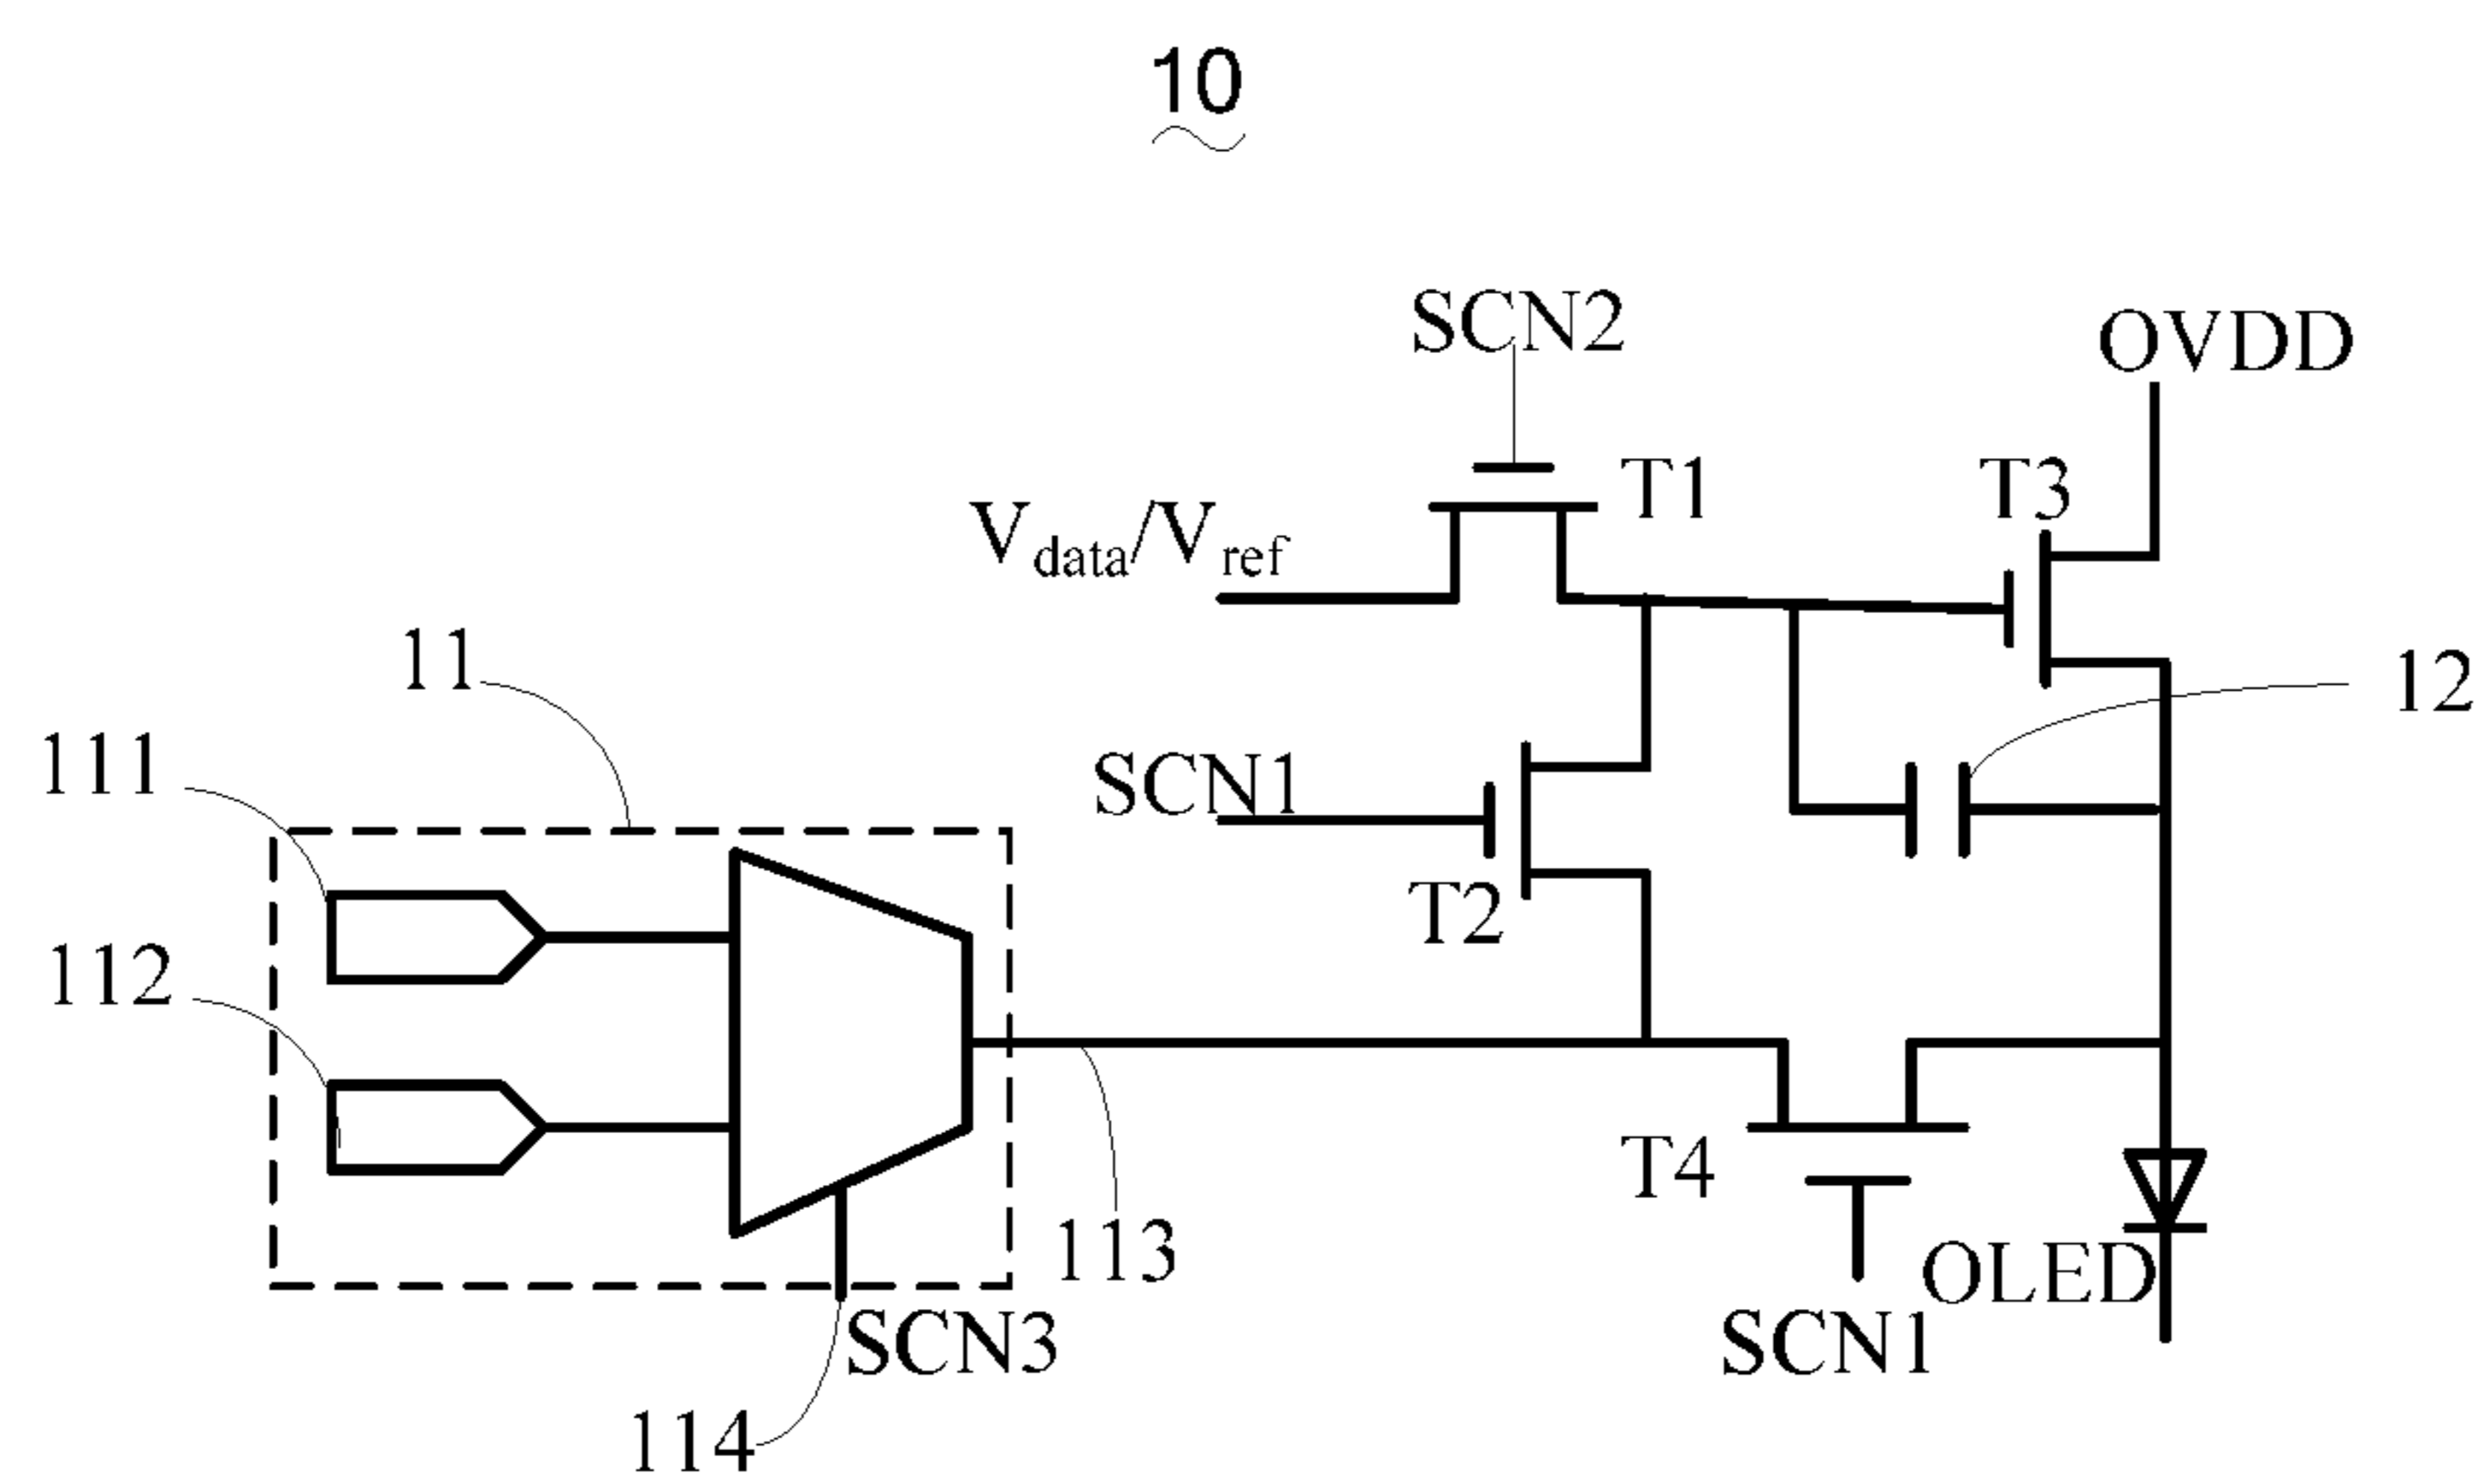 10
SCN2
OVDD
T1
T3
Vdata/Vref
11
12
111
SCN1
T2
112
T4
113
OLED
SCN3
SCN1
114